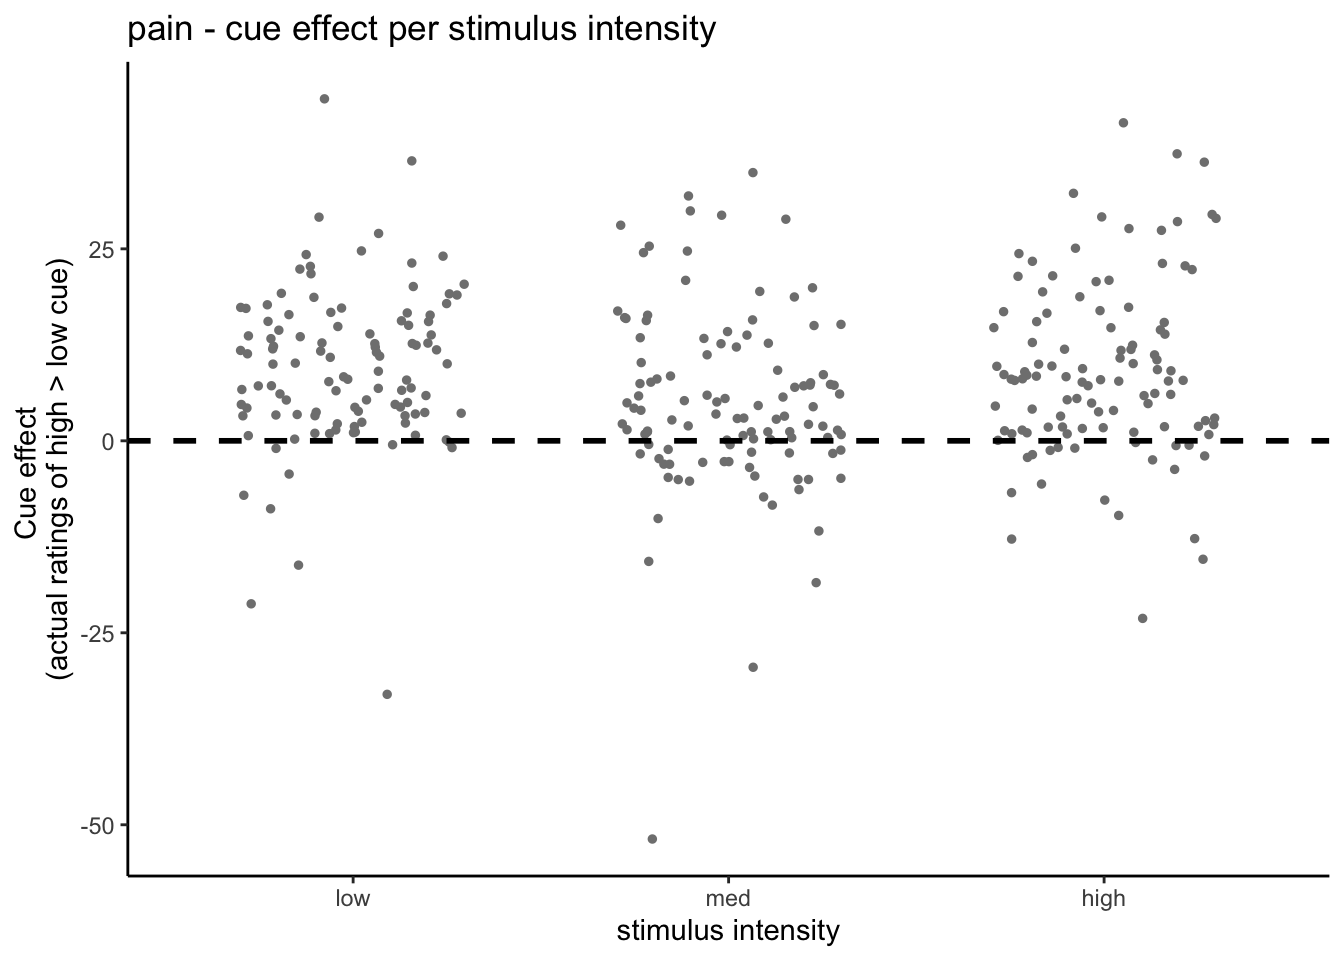 pain - cue effect per stimulus intensity
Cue effect
(actual ratings of high > low cue)
25
0
-25
-50
low
med
high
stimulus intensity